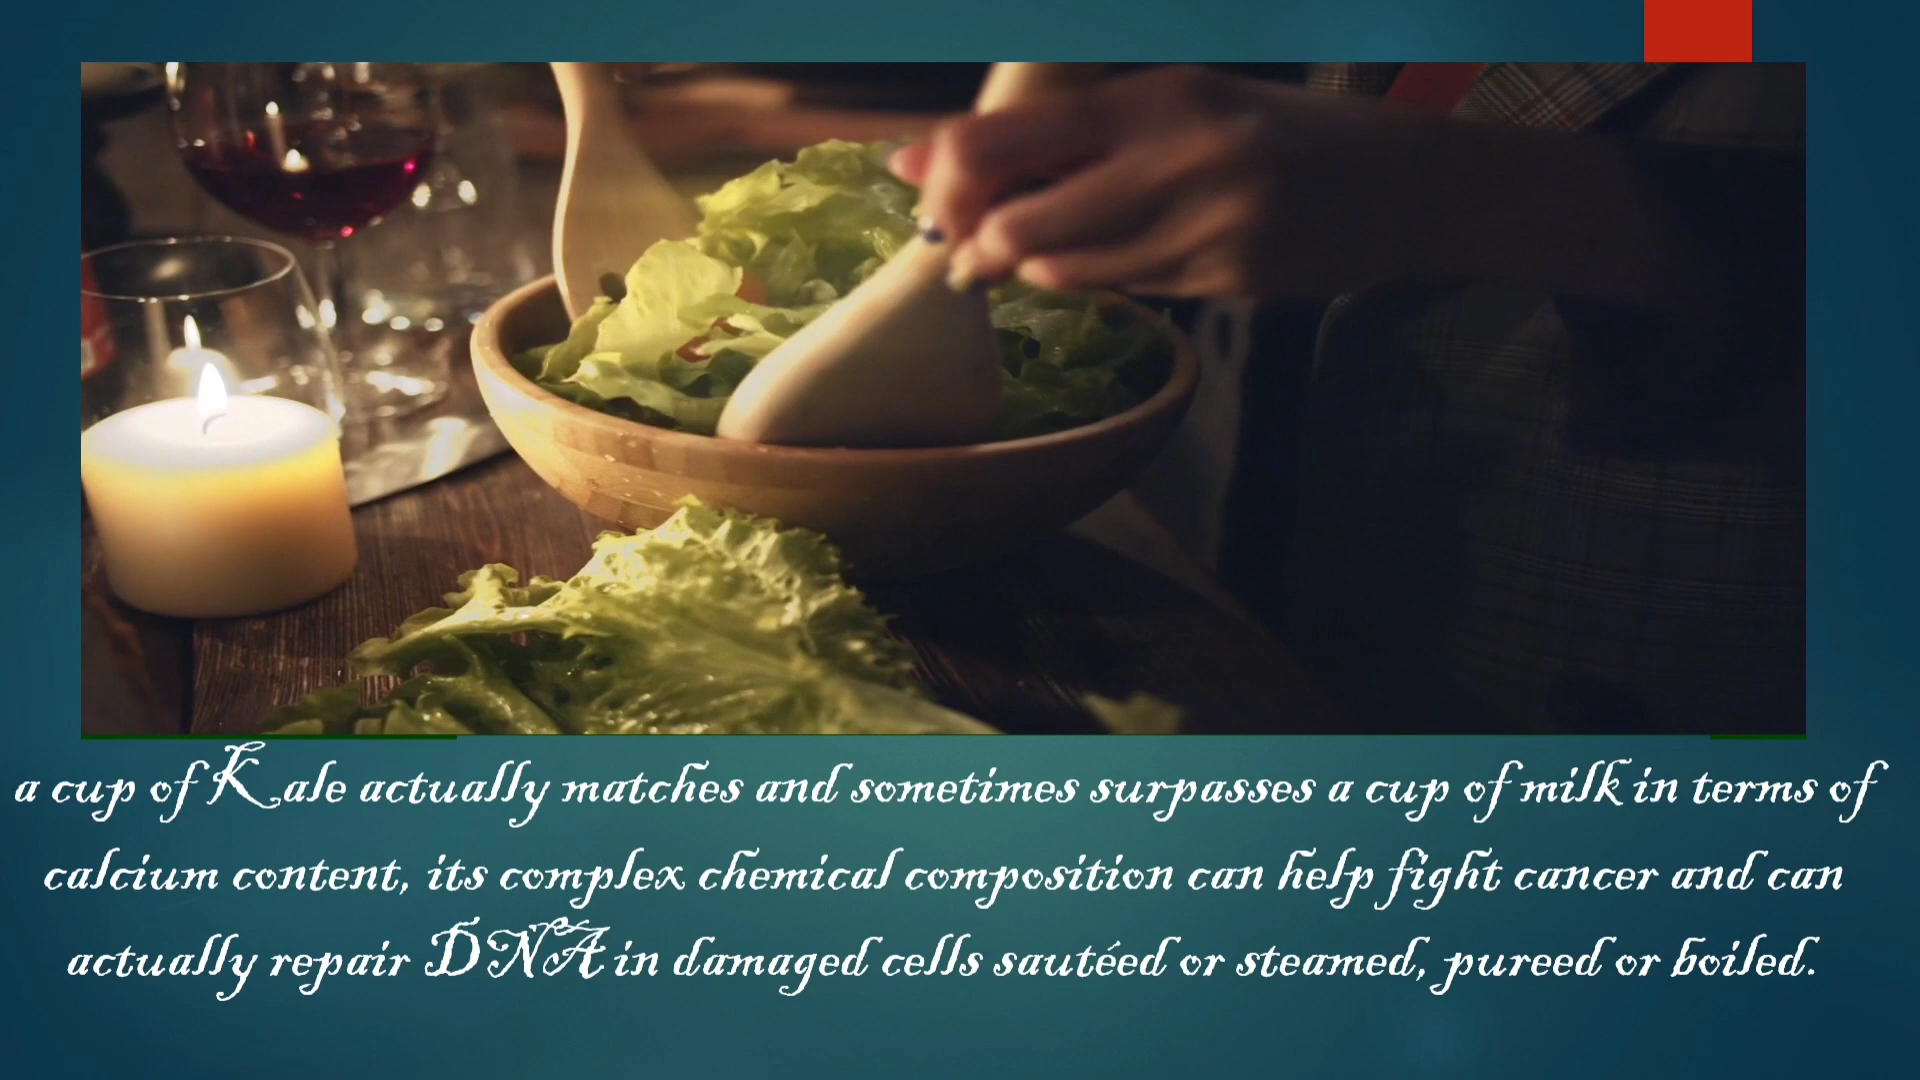 a cup of Kale actually matches and sometimes surpasses a cup of milk in terms of
calcium content, its complex chemical composition can help fight cancer and can
actually repair DNA in damaged cells sautéed or steamed, pureed or boiled.